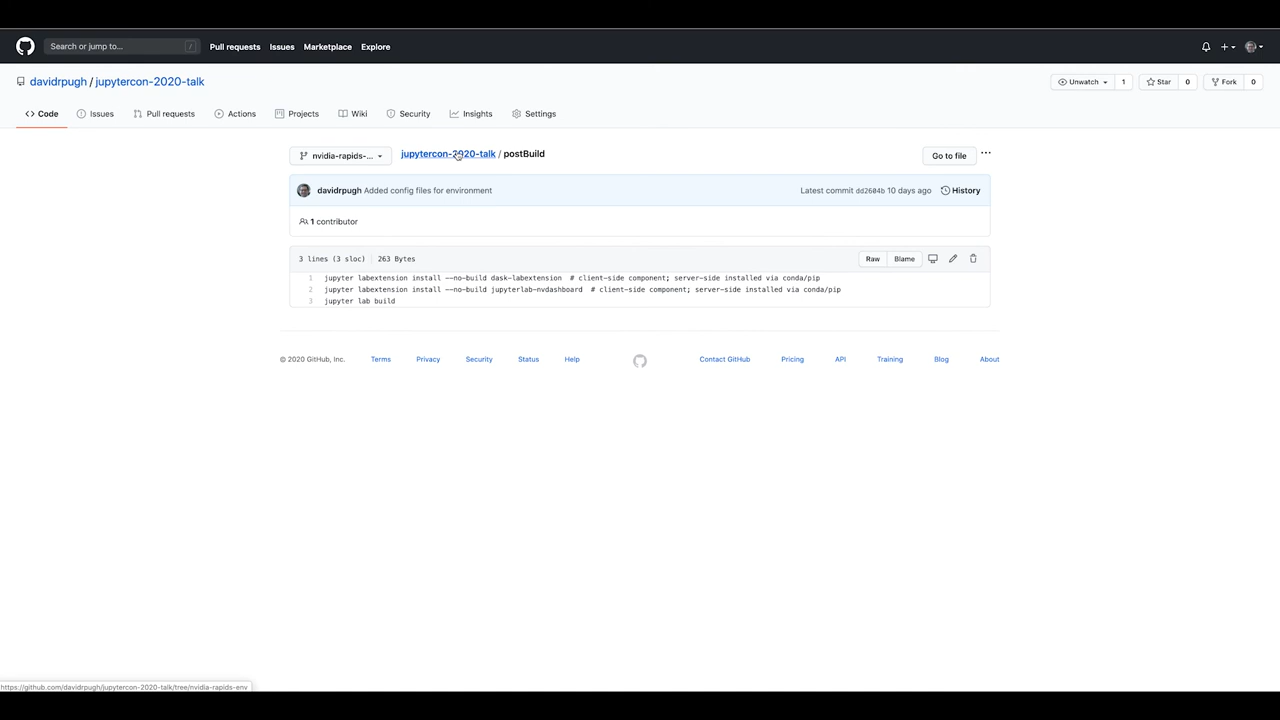 Search or jump to... / Pull requests Issues Marketplace Explore
davidrpugh / jupytercon-2020-talk Unwatch 1 Star 0 Fork 0
<> Code Issues Pull requests Actions Projects Wiki Security Insights Settings
nvidia-rapids-... jupytercon-2020-talk / postBuild Go to file ...
davidrpugh Added config files for environment Latest commit dd2604b 10 days ago History
1 contributor
3 lines (3 sloc) 263 Bytes Raw Blame
1 jupyter labextension install --no-build dask-labextension # client-side component; server-side installed via conda/pip
2 jupyter labextension install --no-build jupyterlab-nvdashboard # client-side component; server-side installed via conda/pip
3 jupyter lab build
© 2020 GitHub, Inc. Terms Privacy Security Status Help Contact GitHub Pricing API Training Blog About
https://github.com/davidrpugh/jupytercon-2020-talk/tree/nvidia-rapids-env